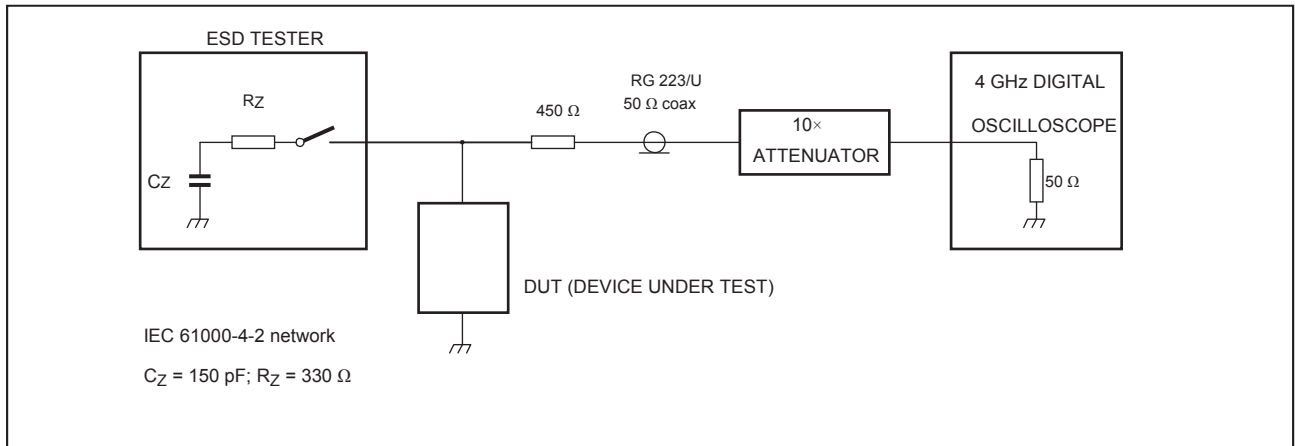 ESD TESTER
RZ
CZ
450 Ω
RG 223/U
50 Ω coax
10×
ATTENUATOR
4 GHz DIGITAL
OSCILLOSCOPE
50 Ω
DUT (DEVICE UNDER TEST)
IEC 61000-4-2 network
CZ = 150 pF; RZ = 330 Ω